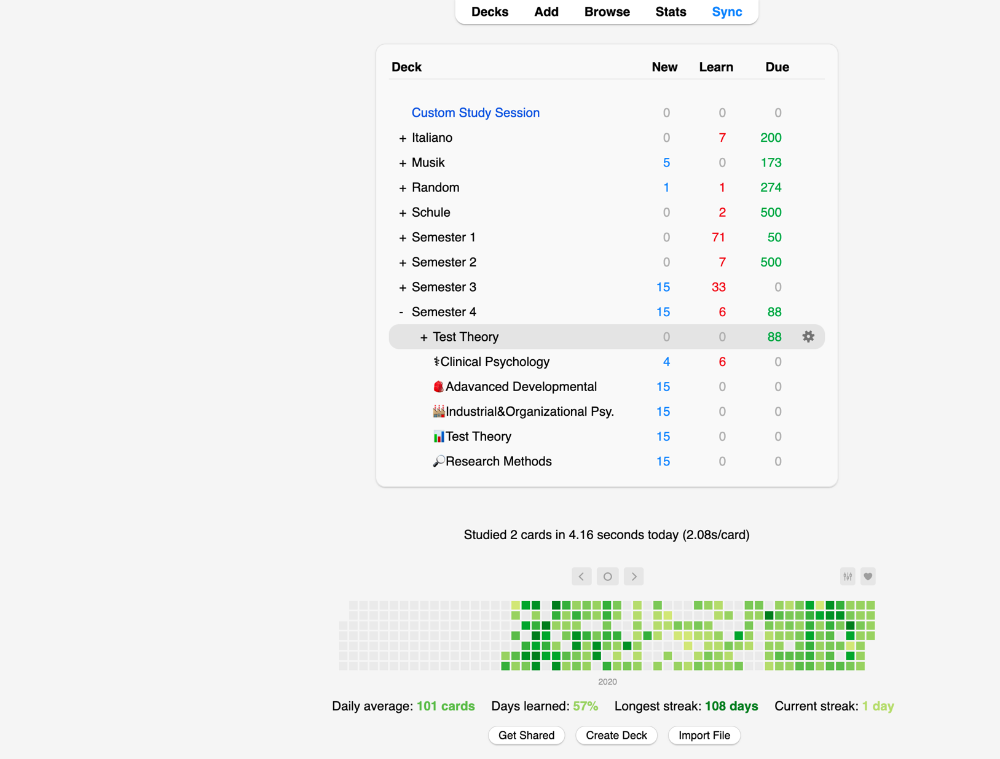 Decks Add Browse Stats Sync
Deck New Learn Due
Custom Study Session 0 0 0
+ Italiano 0 7 200
+ Musik 5 0 173
+ Random 1 1 274
+ Schule 0 2 500
+ Semester 1 0 71 50
+ Semester 2 0 7 500
+ Semester 3 15 33 0
- Semester 4 15 6 88
+ Test Theory 0 0 88
⚕Clinical Psychology 4 6 0
🎒Adavanced Developmental 15 0 0
🏭Industrial&Organizational Psy. 15 0 0
📊Test Theory 15 0 0
🔎Research Methods 15 0 0
Studied 2 cards in 4.16 seconds today (2.08s/card)
2020
Daily average: 101 cards Days learned: 57% Longest streak: 108 days Current streak: 1 day
Get Shared Create Deck Import File